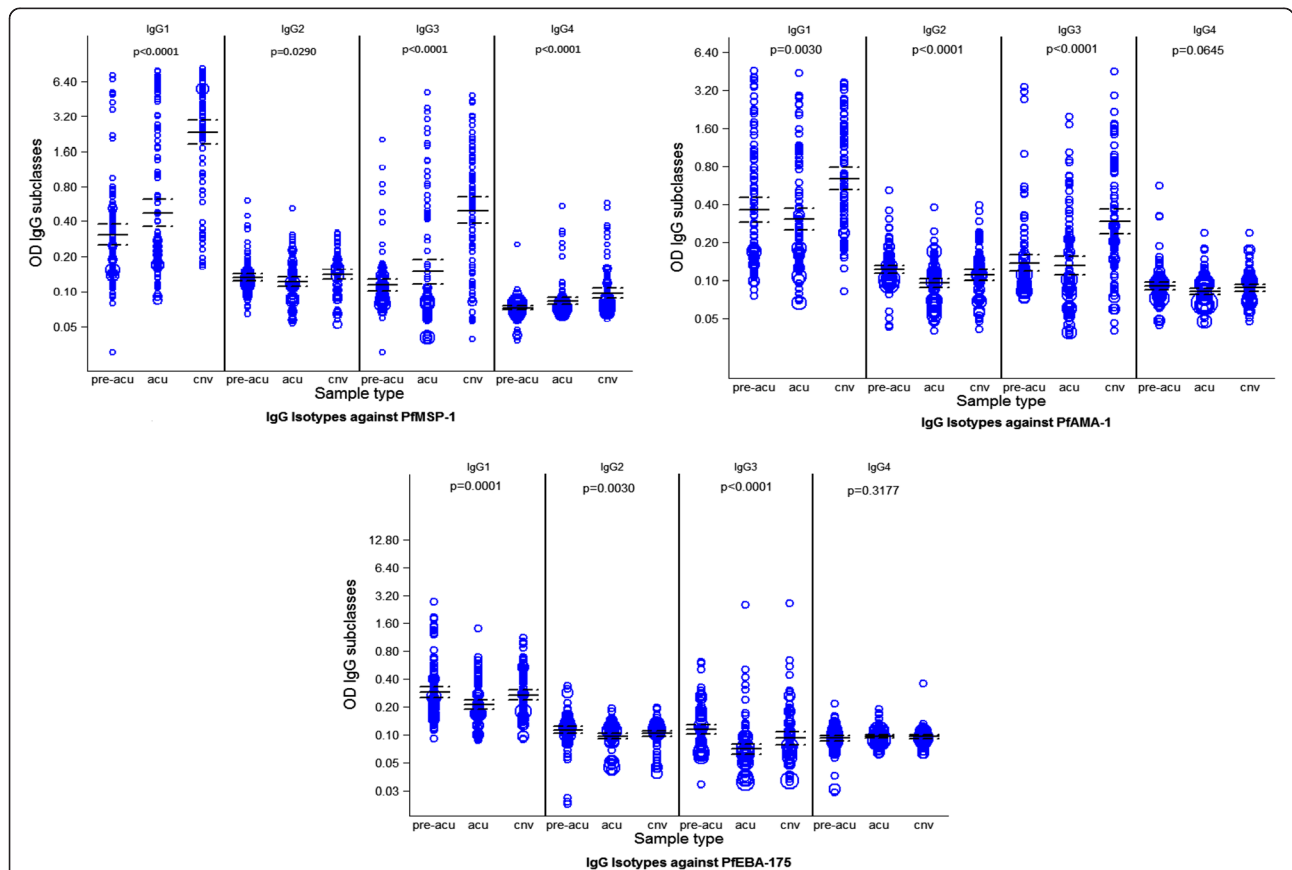 IgG1 IgG2 IgG3 IgG4
p<0.0001 p=0.0290 p<0.0001 p<0.0001
OD IgG subclasses
6.40
3.20
1.60
0.80
0.40
0.20
0.10
0.05
pre-acu acu cnv pre-acu acu cnv pre-acu acu cnv pre-acu acu cnv
Sample type
IgG Isotypes against PfMSP-1
IgG1 IgG2 IgG3 IgG4
p=0.0030 p<0.0001 p<0.0001 p=0.0645
OD IgG subclasses
6.40
3.20
1.60
0.80
0.40
0.20
0.10
0.05
pre-acu acu cnv pre-acu acu cnv pre-acu acu cnv pre-acu acu cnv
Sample type
IgG Isotypes against PfAMA-1
IgG1 IgG2 IgG3 IgG4
p=0.0001 p=0.0030 p<0.0001 p=0.3177
OD IgG subclasses
12.80
6.40
3.20
1.60
0.80
0.40
0.20
0.10
0.05
0.03
pre-acu acu cnv pre-acu acu cnv pre-acu acu cnv pre-acu acu cnv
Sample type
IgG Isotypes against PfEBA-175